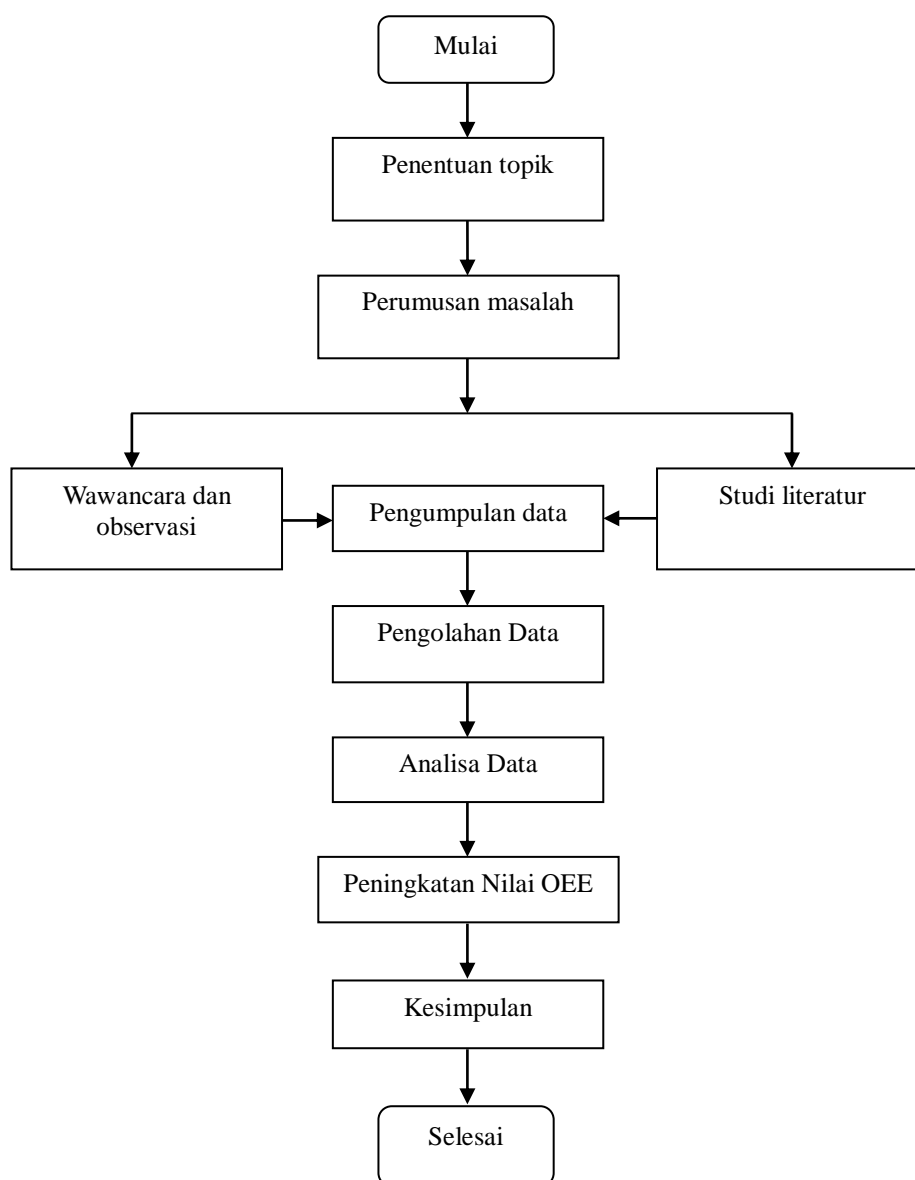 Mulai
Penentuan topik
Perumusan masalah
Wawancara dan
observasi
Pengumpulan data
Studi literatur
Pengolahan Data
Analisa Data
Peningkatan Nilai OEE
Kesimpulan
Selesai